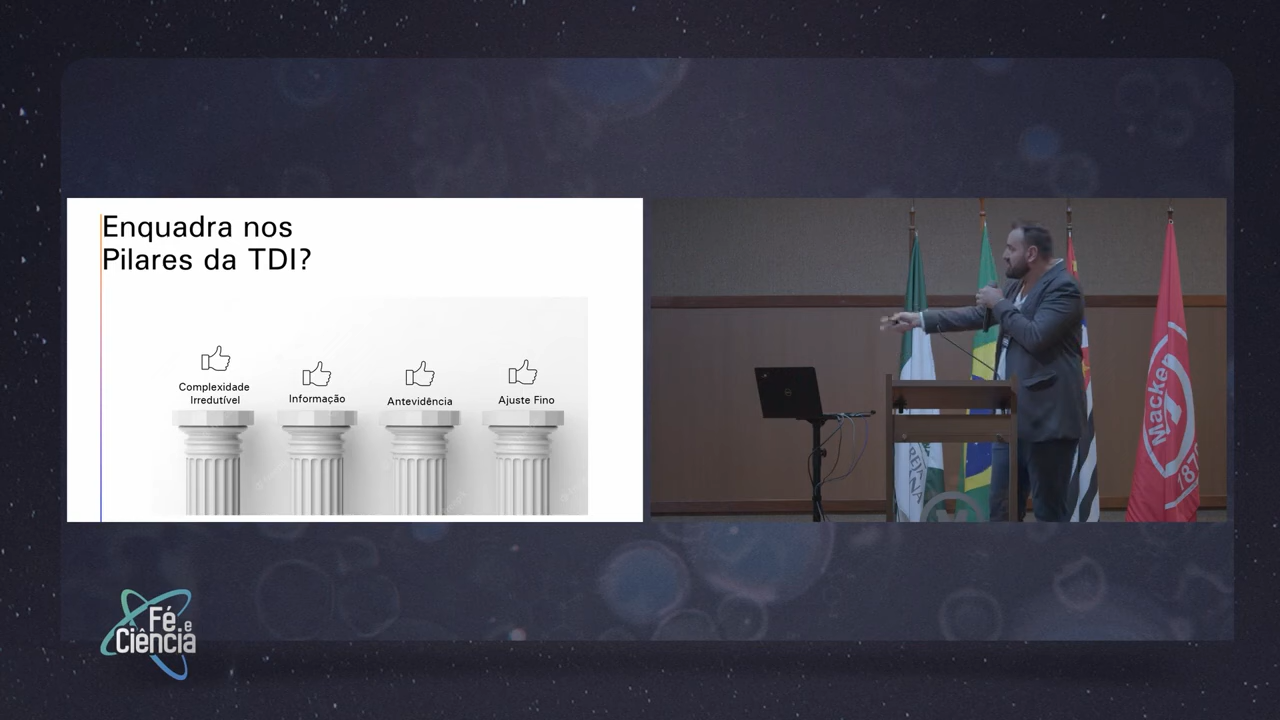 Enquadra nos
Pilares da TDI?
Complexidade
Irredutível
Informação
Antevidência
Ajuste Fino
Macke
187
Fé e
Ciência